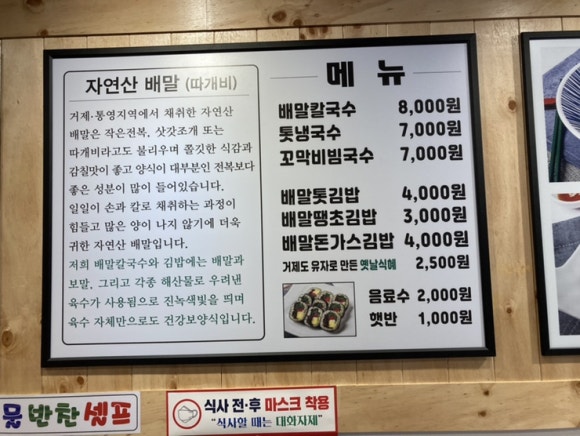 자연산 배말 (따개비)
거제·통영지역에서 채취한 자연산
배말은 작은전복, 삿갓조개 또는
따개비라고도 불리우며 쫄깃한 식감과
감칠맛이 좋고 양식이 대부분인 전복보다
좋은 성분이 많이 들어있습니다.
일일이 손과 칼로 채취하는 과정이
힘들고 많은 양이 나지 않기에 더욱
귀한 자연산 배말입니다.
저희 배말칼국수와 김밥에는 배말과
보말, 그리고 각종 해산물로 우려낸
육수가 사용됨으로 진녹색빛을 띄며
육수 자체만으로도 건강보양식입니다.
메 뉴
배말칼국수 8,000원
톳냉국수 7,000원
꼬막비빔국수 7,000원
배말톳김밥 4,000원
배말땡초김밥 3,000원
배말돈가스김밥 4,000원
거제도 유자로 만든 옛날식혜 2,500원
음료수 2,000원
햇반 1,000원
물 반찬 셀프
식사 전·후 마스크 착용
"식사할 때는 대화자제"